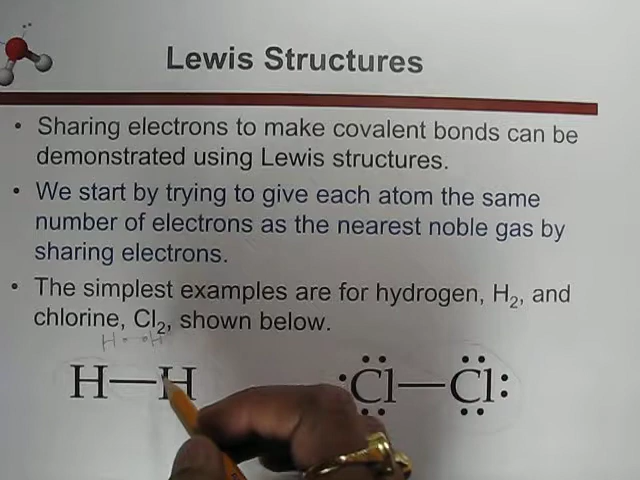 Lewis Structures
• Sharing electrons to make covalent bonds can be
demonstrated using Lewis structures.
• We start by trying to give each atom the same
number of electrons as the nearest noble gas by
sharing electrons.
• The simplest examples are for hydrogen, H₂, and
chlorine, Cl₂, shown below.
H· ·H
H—H :Cl—Cl: